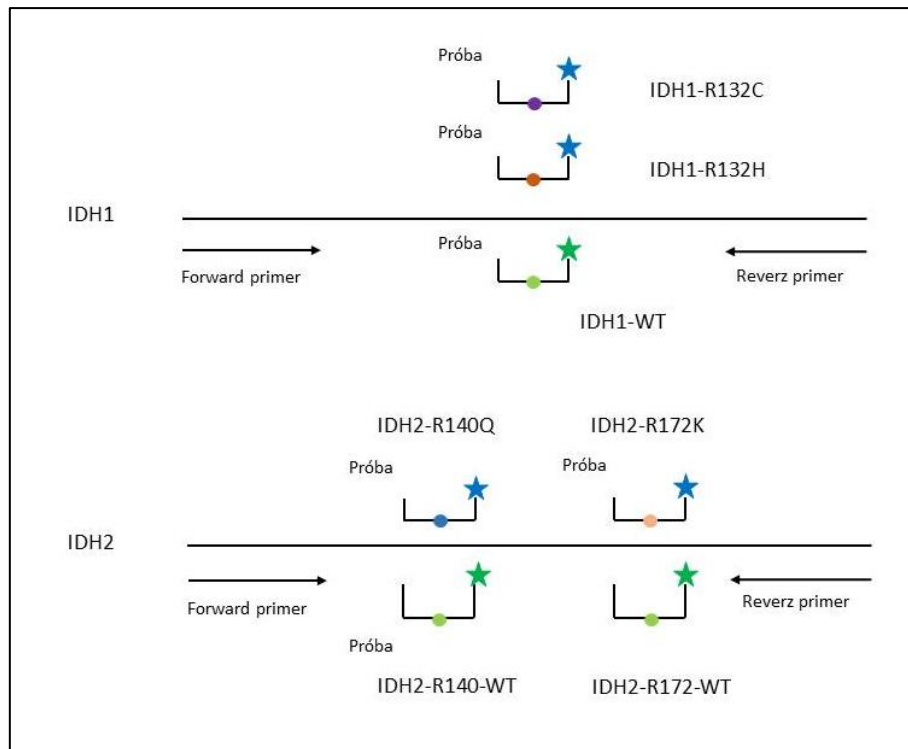 Próba
IDH1-R132C
Próba
IDH1-R132H
IDH1
Próba
Forward primer
Reverz primer
IDH1-WT
IDH2-R140Q
IDH2-R172K
Próba
Próba
IDH2
Forward primer
Reverz primer
Próba
IDH2-R140-WT
IDH2-R172-WT